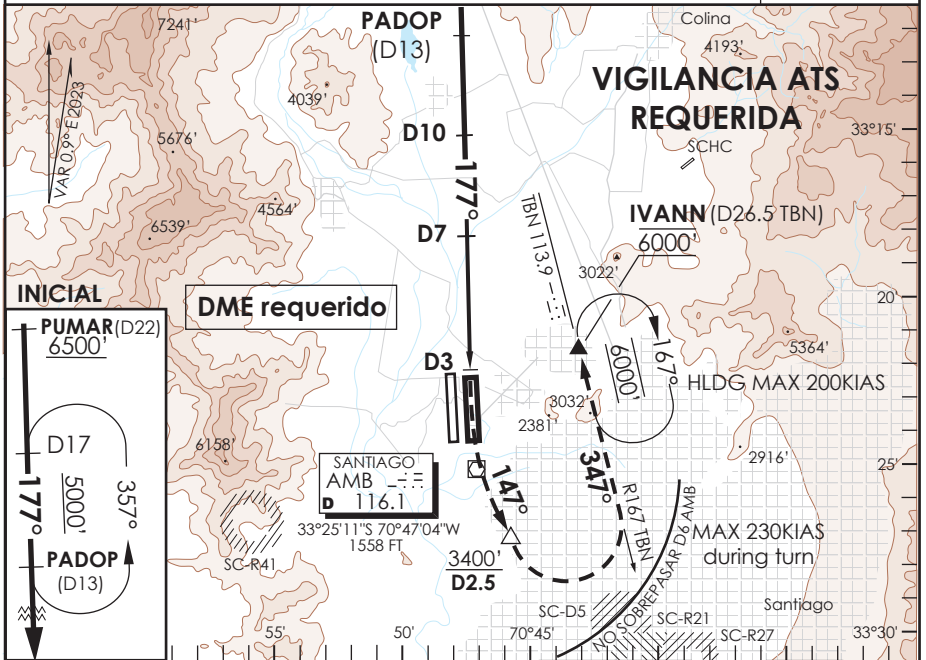 7241'
PADOP
(D13)
Colina
4193'
VIGILANCIA ATS
REQUERIDA
VAR 0.9° E 2023
4039'
D10
33°15'
SCHC
5676'
177°
4564'
TBN 113.9
IVANN (D26.5 TBN)
6000'
6539'
D7
3022'
INICIAL
DME requerido
20'
PUMAR (D22)
6500'
167°
6000'
5364'
D3
HLDG MAX 200KIAS
3032'
2381'
D17
6158'
2916'
SANTIAGO
AMB
D 116.1
33°25'11"S 70°47'04"W
1558 FT
147°
347°
25'
177°
5000'
357°
R167 TBN
MAX 230KIAS
during turn
SC-R41
3400'
D2.5
PADOP
(D13)
NO SOBREPASAR D6 AMB
SC-D5
SC-R21
Santiago
SC-R27
55'
50'
70°45'
33°30'